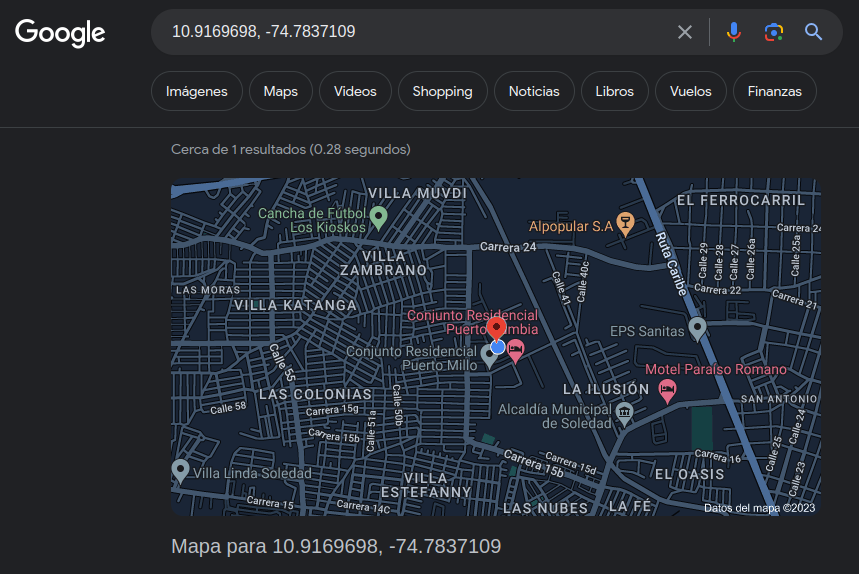 Google
10.9169698, -74.7837109
Imágenes
Maps
Videos
Shopping
Noticias
Libros
Vuelos
Finanzas
Cerca de 1 resultados (0.28 segundos)
VILLA MUVDI
EL FERROCARRIL
Cancha de Fútbol
Los Kioskos
Alpopular S.A
Carrera 24
Carrera 24
Ruta Caribe
Calle 29
Calle 28
Calle 27
Calle 26a
Calle 25a
VILLA
ZAMBRANO
Calle 41
Calle 40c
LAS MORAS
VILLA KATANGA
Carrera 22
Carrera 21
Conjunto Residencial
Puerto
mbia
EPS Sanitas
Calle 55
Conjunto Residencial
Puerto Millo
Motel Paraíso Romano
LAS COLONIAS
Calle 50b
LA ILUSIÓN
SAN ANTONIO
Calle 58
Carrera 15g
Calle 51a
Alcaldía Municipal
de Soledad
Calle 24
Carrera 15b
Carrera 15b
Carrera 15d
Carrera 16
Calle 25
Calle 23
Villa Linda Soledad
VILLA
ESTEFANNY
EL OASIS
Carrera 15
Carrera 14C
LAS NUBES
LA FÉ
Datos del mapa ©2023
Mapa para 10.9169698, -74.7837109